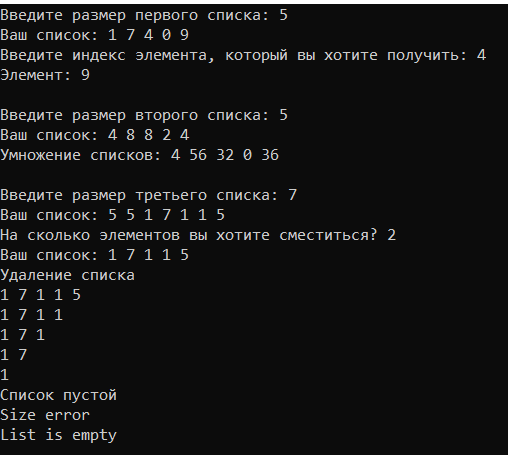 Введите размер первого списка: 5
Ваш список: 1 7 4 0 9
Введите индекс элемента, который вы хотите получить: 4
Элемент: 9
Введите размер второго списка: 5
Ваш список: 4 8 8 2 4
Умножение списков: 4 56 32 0 36
Введите размер третьего списка: 7
Ваш список: 5 5 1 7 1 1 5
На сколько элементов вы хотите сместиться? 2
Ваш список: 1 7 1 1 5
Удаление списка
1 7 1 1 5
1 7 1 1
1 7 1
1 7
1
Список пустой
Size error
List is empty